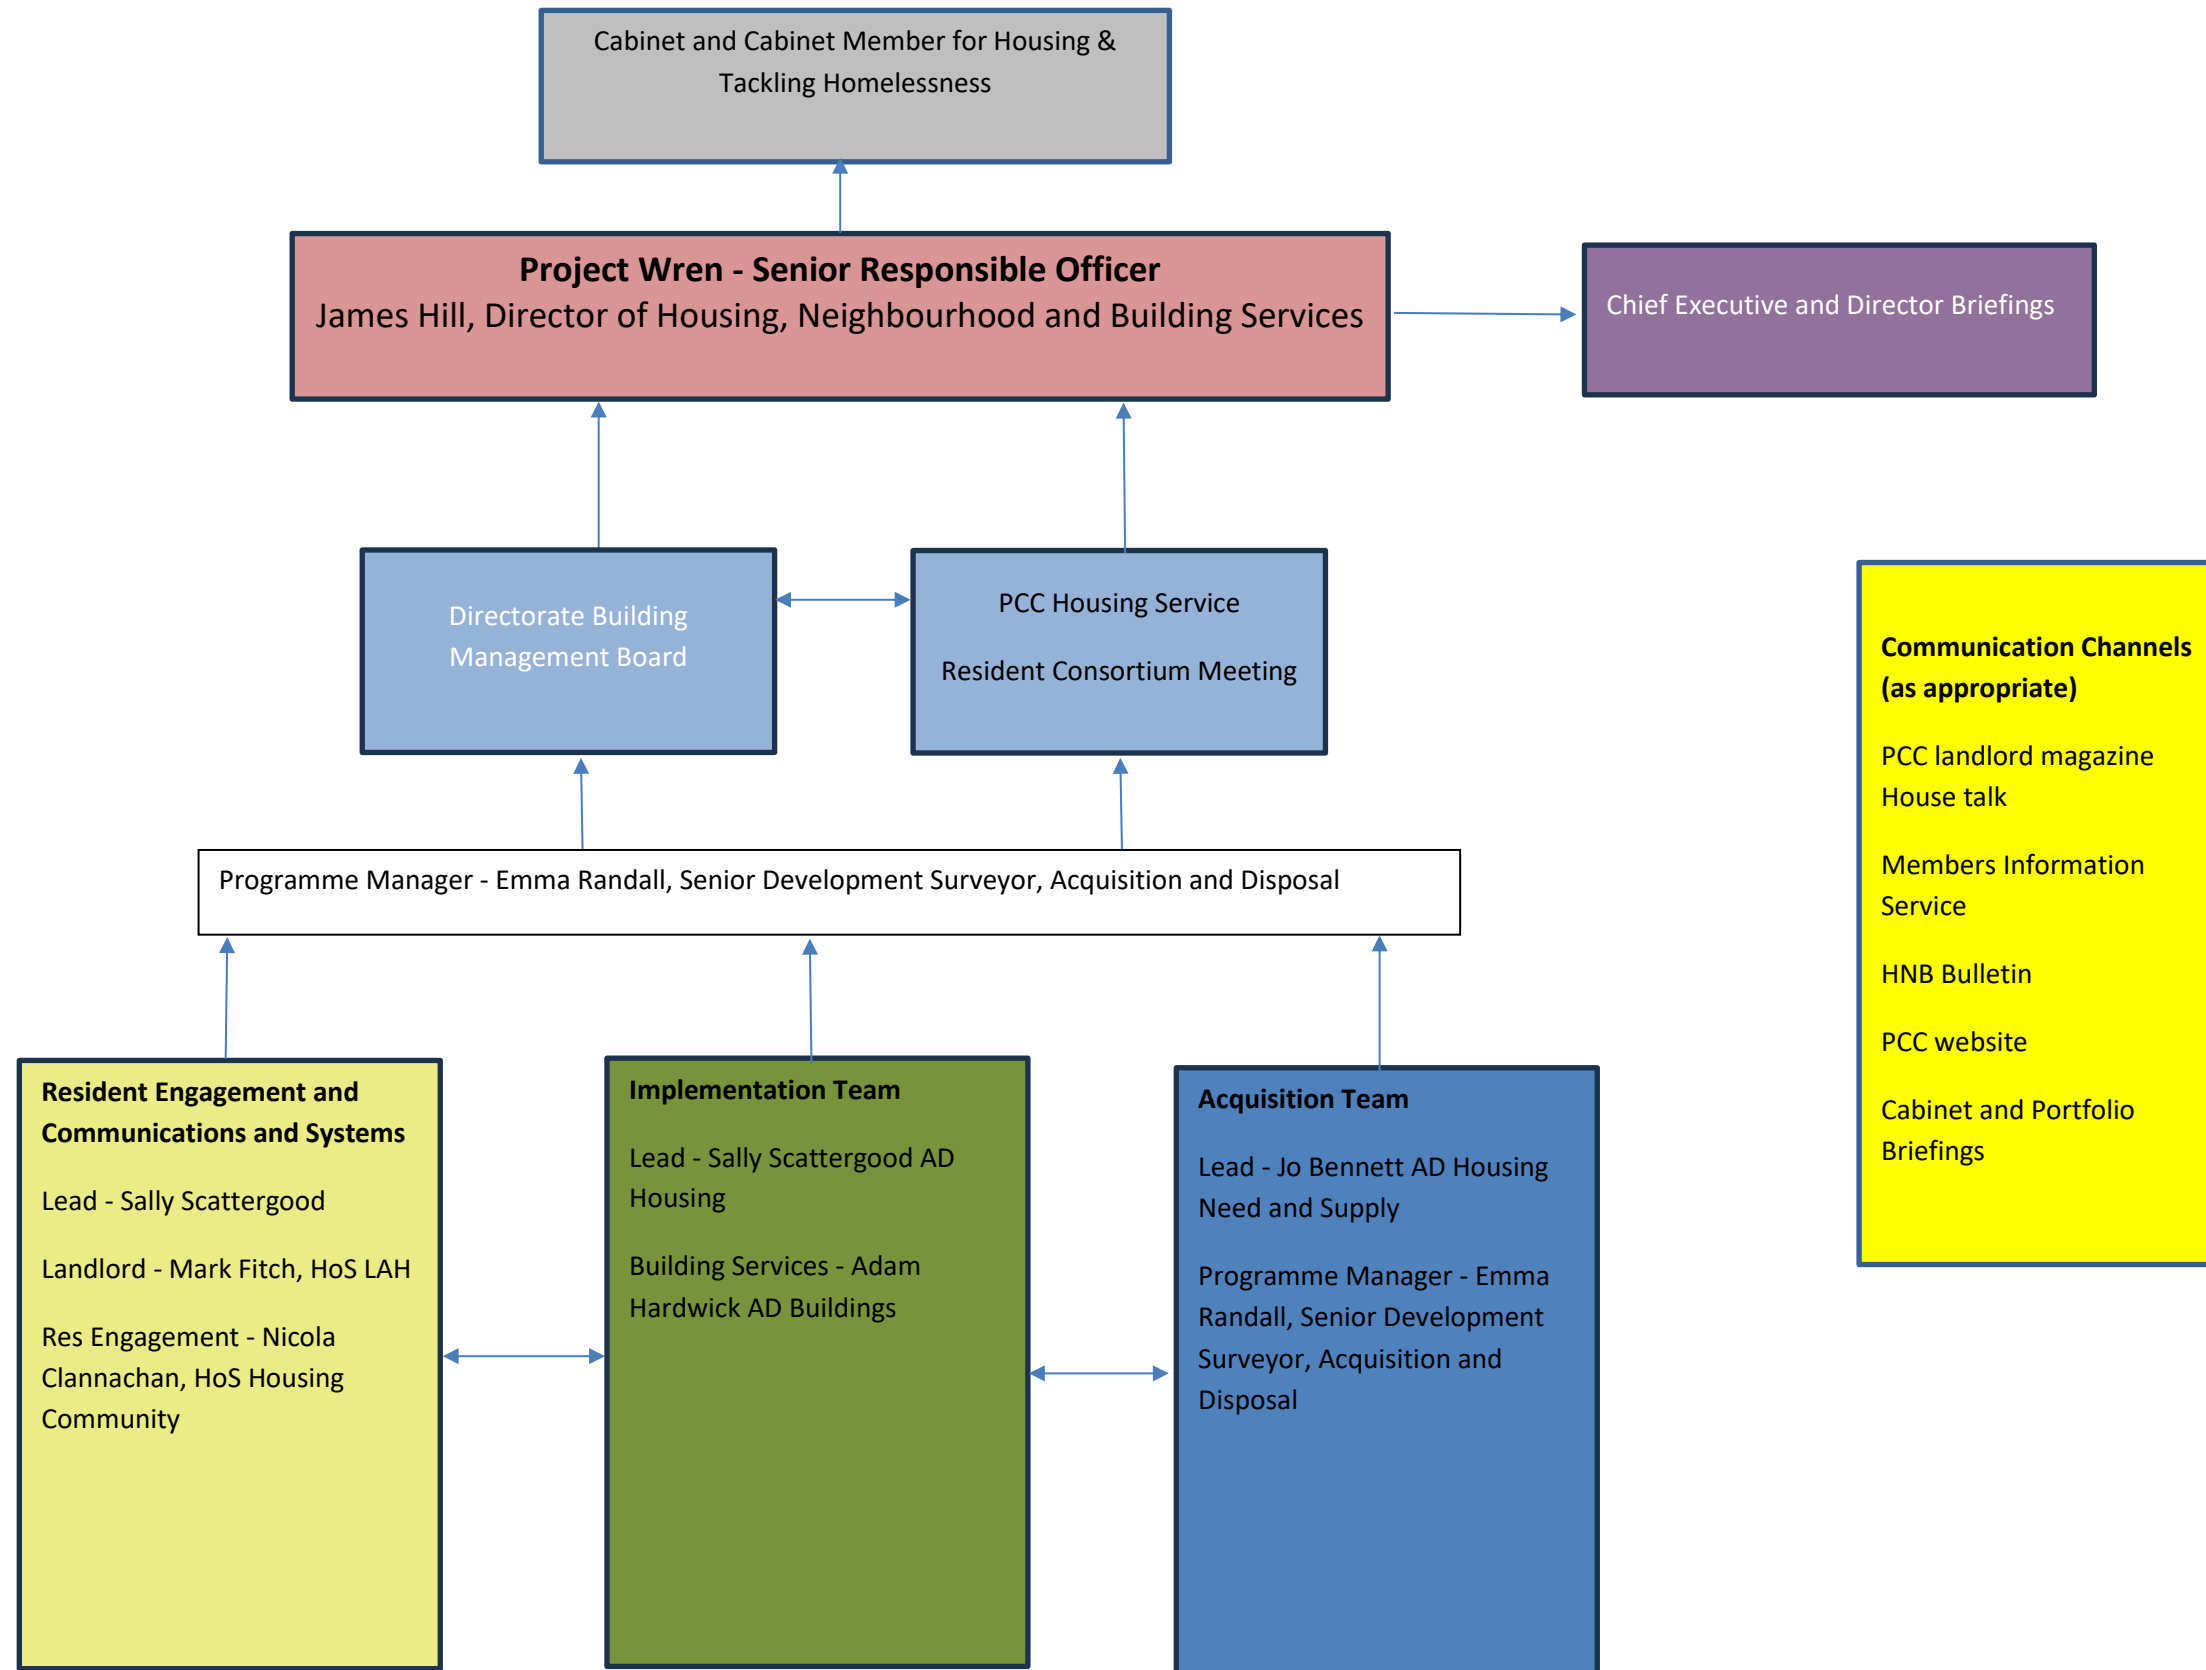 Cabinet and Cabinet Member for Housing &
Tackling Homelessness
Project Wren - Senior Responsible Officer
James Hill, Director of Housing, Neighbourhood and Building Services
Chief Executive and Director Briefings
Directorate Building
Management Board
PCC Housing Service
Resident Consortium Meeting
Communication Channels
(as appropriate)
PCC landlord magazine
House talk
Members Information
Service
HNB Bulletin
PCC website
Cabinet and Portfolio
Briefings
Programme Manager - Emma Randall, Senior Development Surveyor, Acquisition and Disposal
Resident Engagement and
Communications and Systems
Lead - Sally Scattergood
Landlord - Mark Fitch, HoS LAH
Res Engagement - Nicola
Clannachan, HoS Housing
Community
Implementation Team
Lead - Sally Scattergood AD
Housing
Building Services - Adam
Hardwick AD Buildings
Acquisition Team
Lead - Jo Bennett AD Housing
Need and Supply
Programme Manager - Emma
Randall, Senior Development
Surveyor, Acquisition and
Disposal